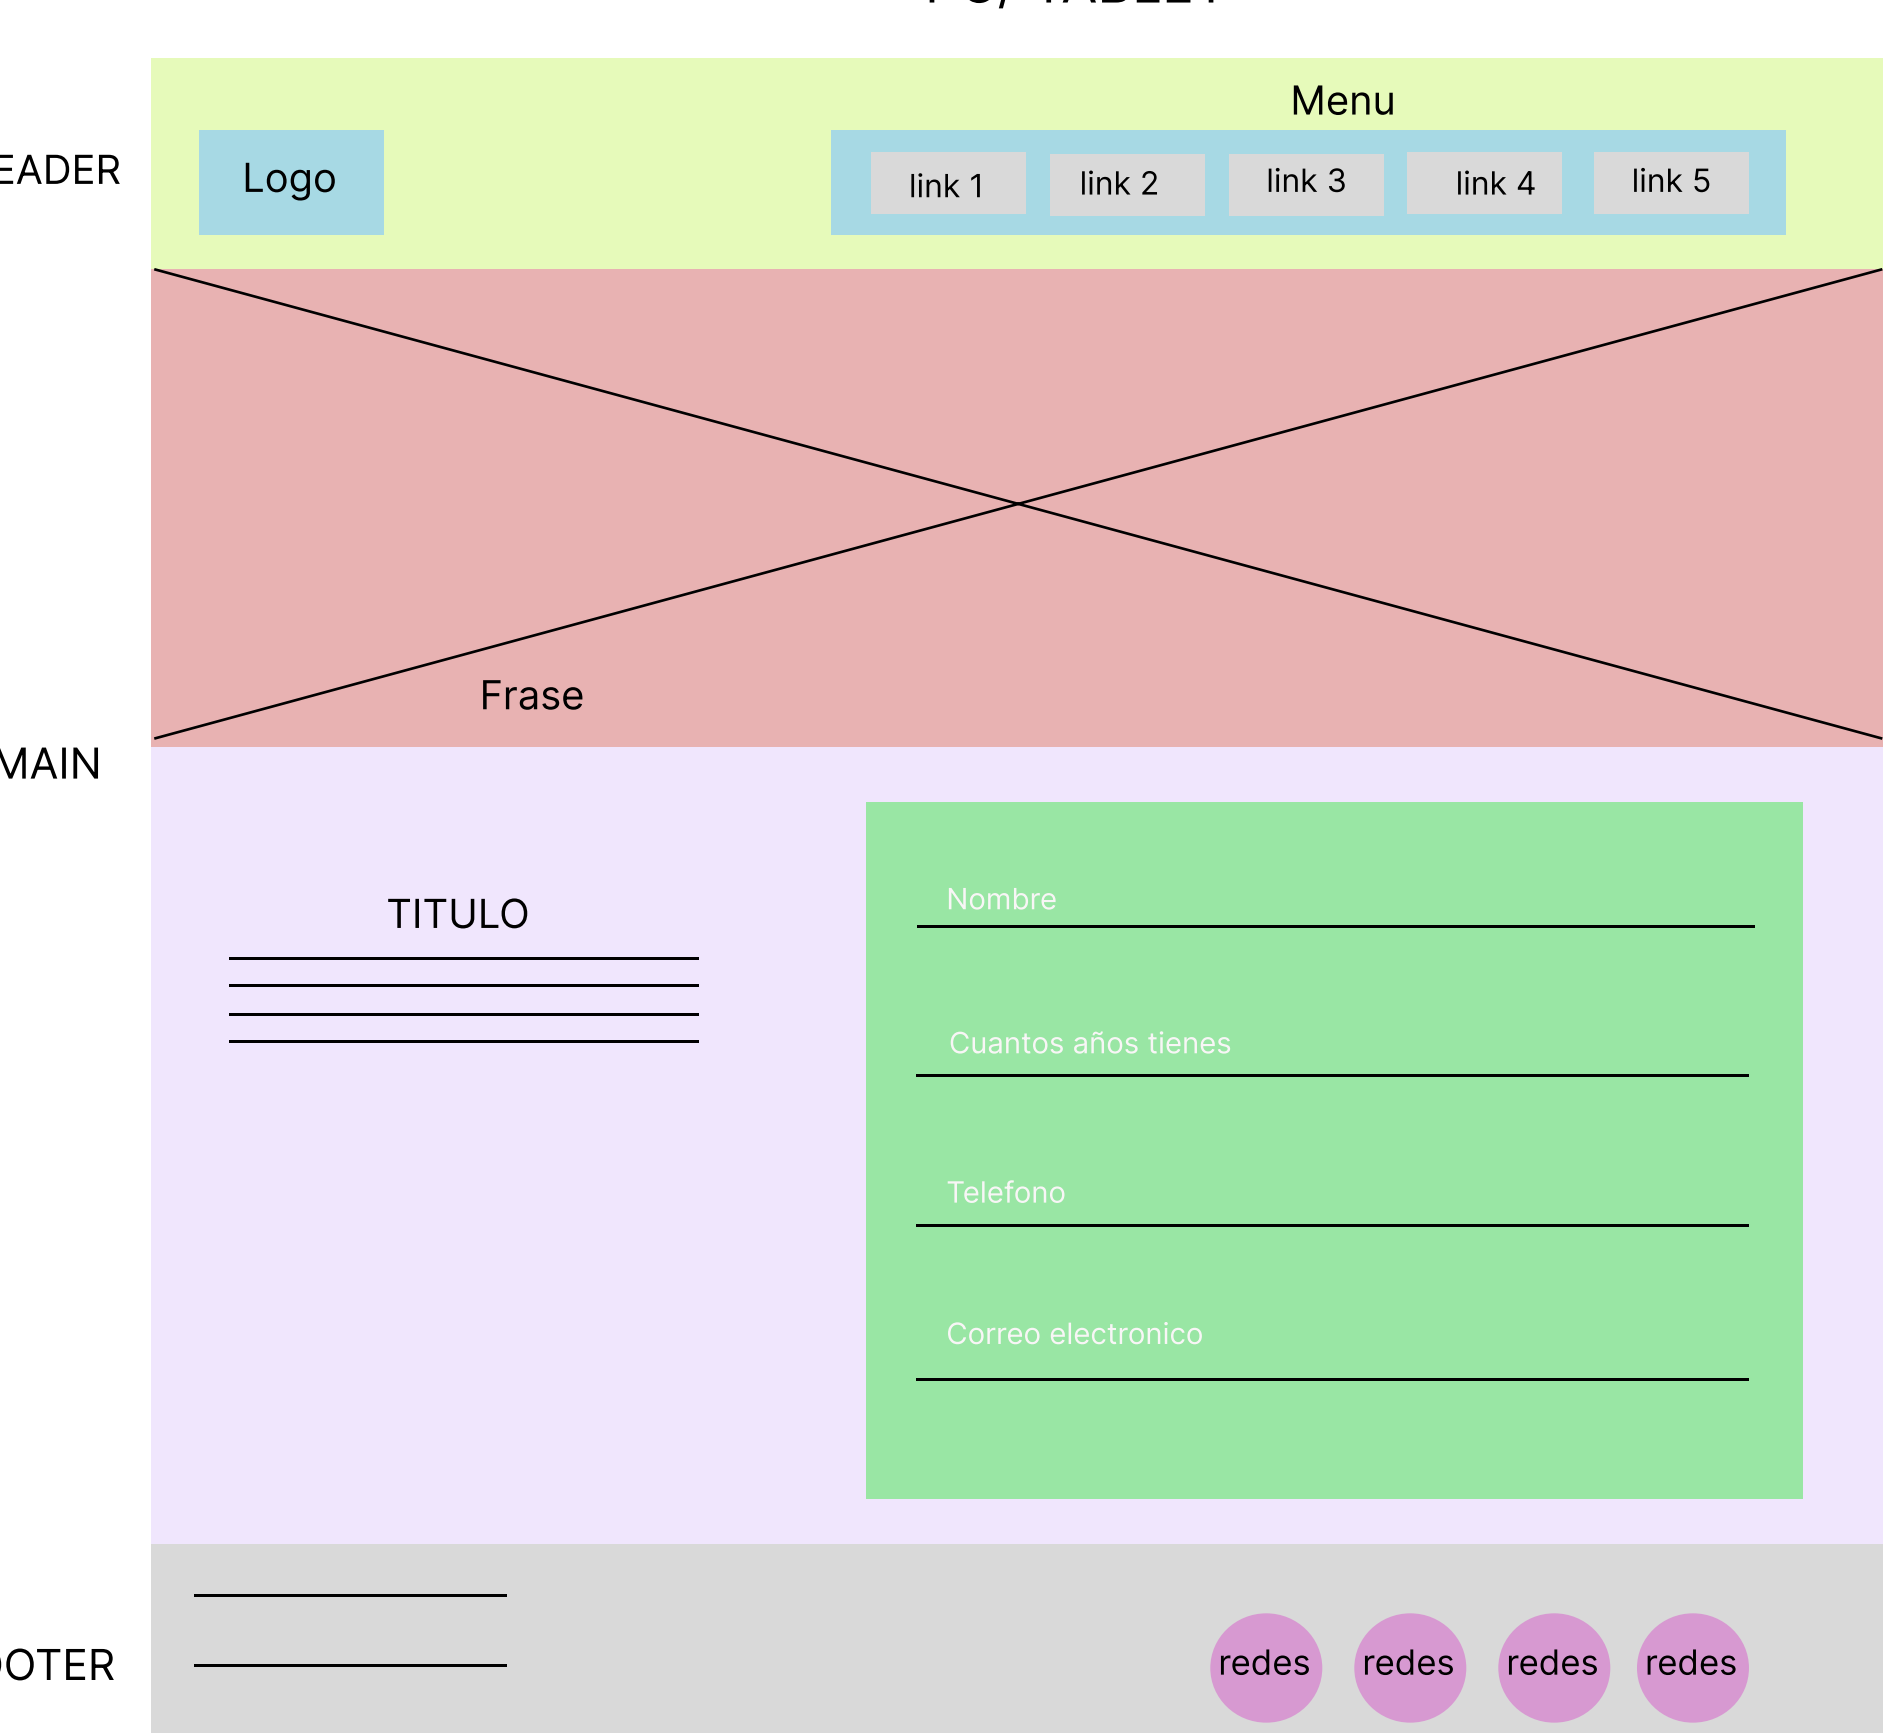 Menu
EADER
Logo
link 1
link 2
link 3
link 4
link 5
Frase
MAIN
TITULO
Nombre
Cuantos años tienes
Telefono
Correo electronico
OOTER
redes
redes
redes
redes